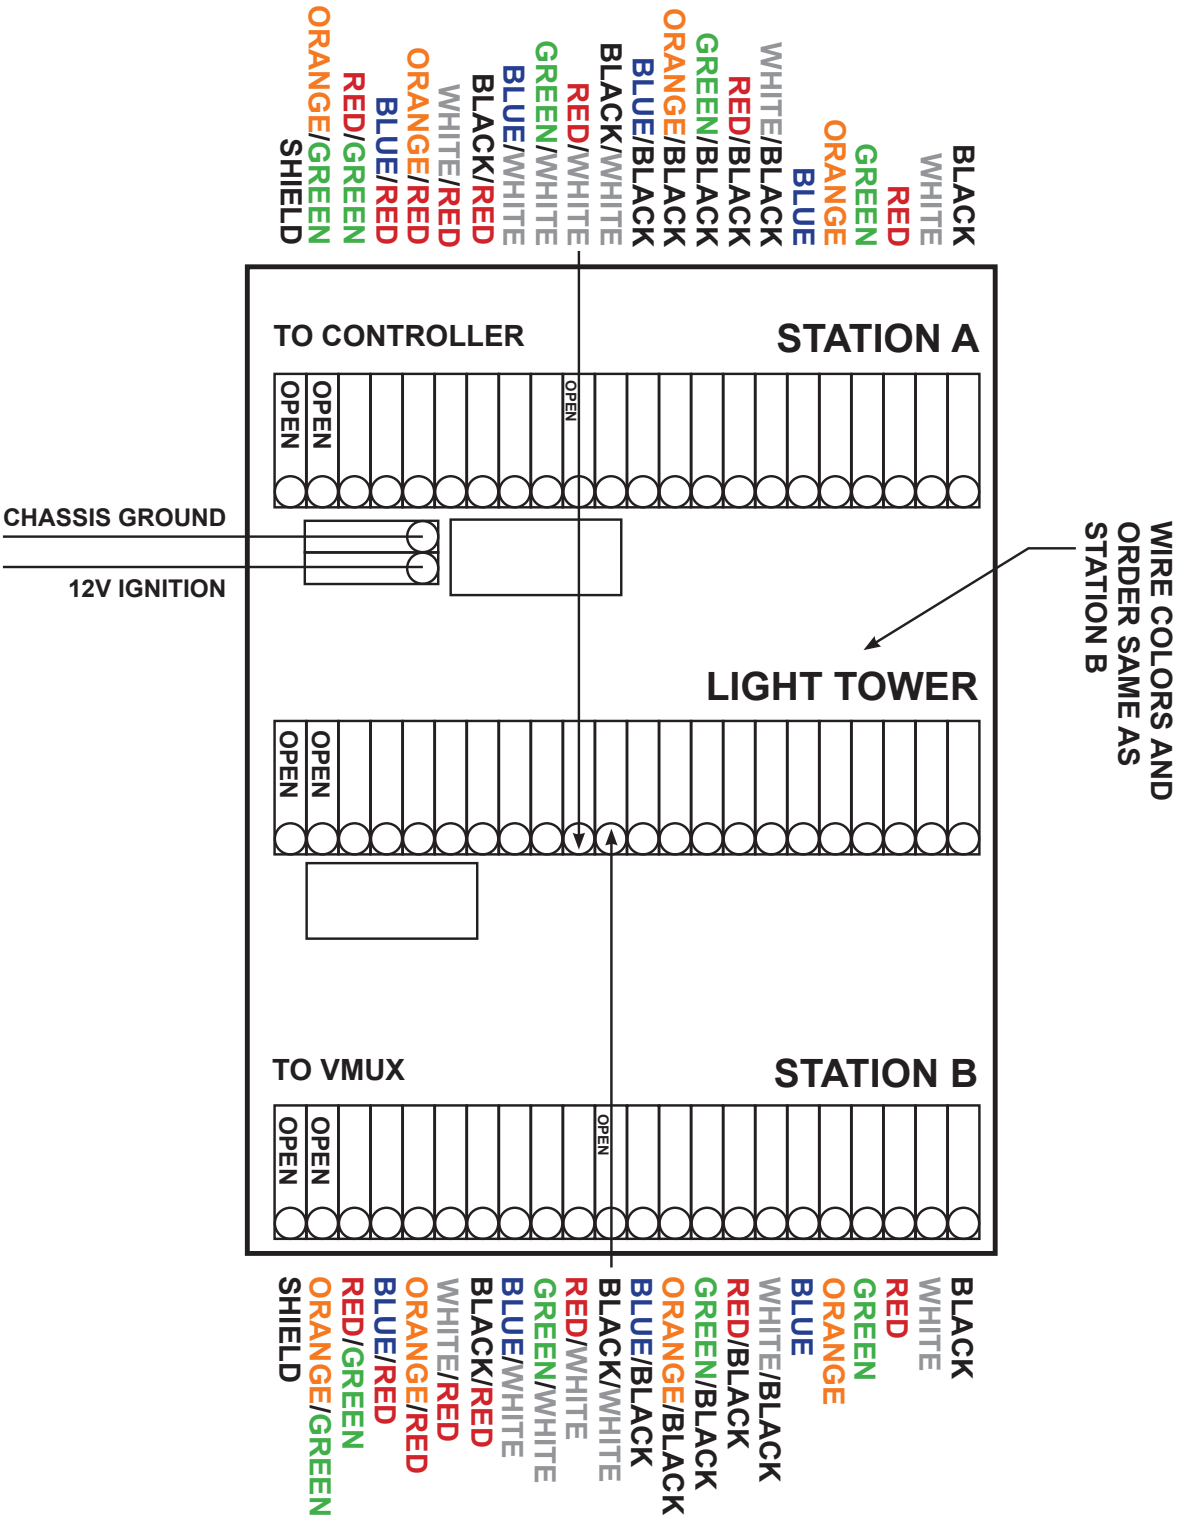 SHIELD
ORANGE/GREEN
RED/GREEN
BLUE/RED
ORANGE/RED
WHITE/RED
BLACK/RED
BLUE/WHITE
GREEN/WHITE
RED/WHITE
BLACK/WHITE
BLUE/BLACK
ORANGE/BLACK
GREEN/BLACK
RED/BLACK
WHITE/BLACK
BLUE
ORANGE
GREEN
RED
WHITE
BLACK
TO CONTROLLER
STATION A
OPEN
OPEN
OPEN
CHASSIS GROUND
12V IGNITION
WIRE COLORS AND
ORDER SAME AS
STATION B
LIGHT TOWER
OPEN
OPEN
TO VMUX
STATION B
OPEN
OPEN
OPEN
SHIELD
ORANGE/GREEN
RED/GREEN
BLUE/RED
ORANGE/RED
WHITE/RED
BLACK/RED
BLUE/WHITE
GREEN/WHITE
RED/WHITE
BLACK/WHITE
BLUE/BLACK
ORANGE/BLACK
GREEN/BLACK
RED/BLACK
WHITE/BLACK
BLUE
ORANGE
GREEN
RED
WHITE
BLACK